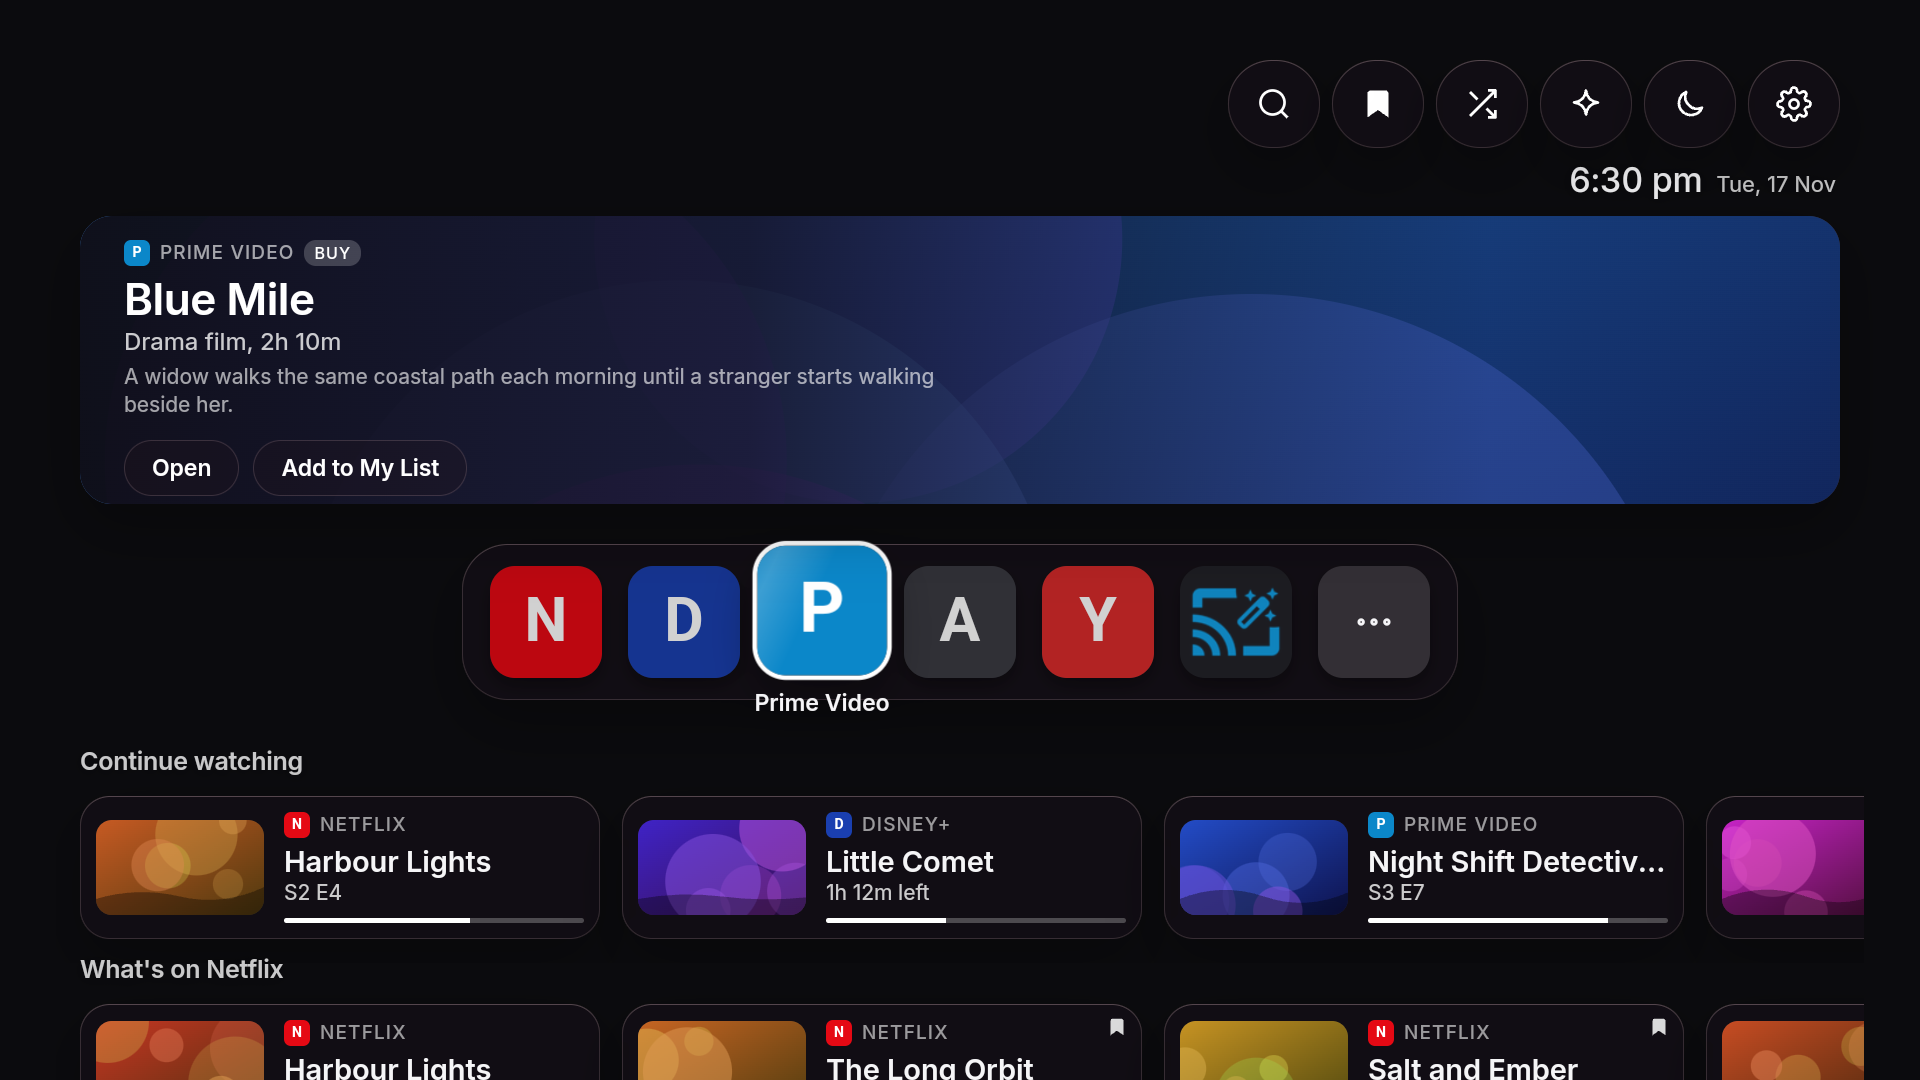 6:30 pm Tue, 17 Nov
P PRIME VIDEO BUY
Blue Mile
Drama film, 2h 10m
A widow walks the same coastal path each morning until a stranger starts walking
beside her.
Open Add to My List
N D P A Y
Prime Video
Continue watching
N NETFLIX
Harbour Lights
S2 E4
D DISNEY+
Little Comet
1h 12m left
P PRIME VIDEO
Night Shift Detectiv...
S3 E7
What's on Netflix
N NETFLIX
Harbour Lights
N NETFLIX
The Long Orbit
N NETFLIX
Salt and Ember